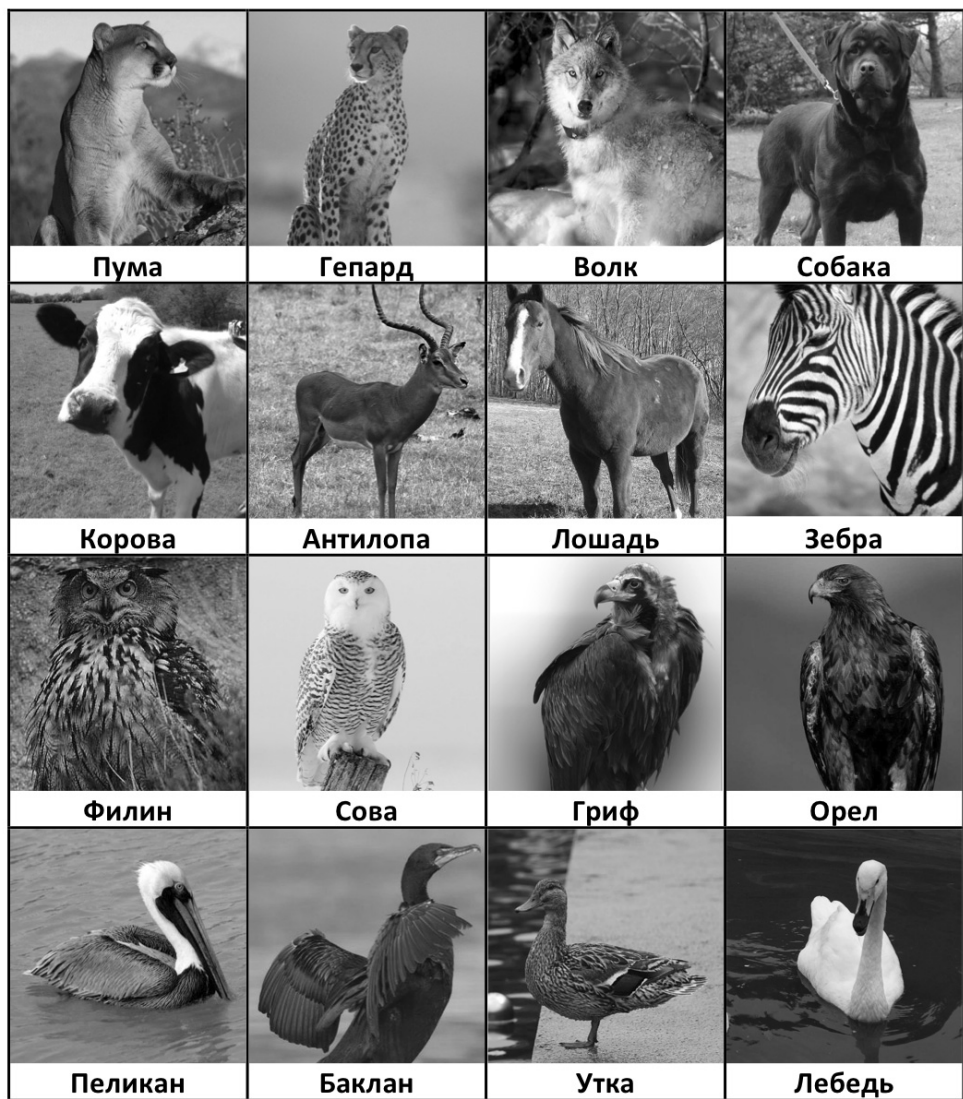 Пума Гепард Волк Собака
Корова Антилопа Лошадь Зебра
Филин Сова Гриф Орел
Пеликан Баклан Утка Лебедь